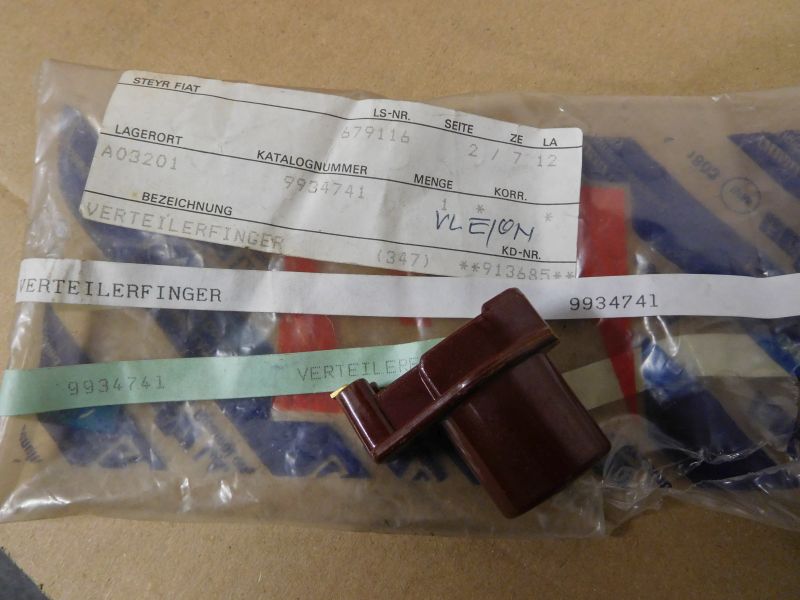 STEYR FIAT
LS-NR. SEITE ZE LA
679116 2 / 7 12
LAGERORT KATALOGNUMMER MENGE KORR.
A03201 9934741 1 * *
BEZEICHNUNG KD-NR.
VERTEILERFINGER (347) **913685**
VERTEILERFINGER 9934741
9934741 VERTEILERF